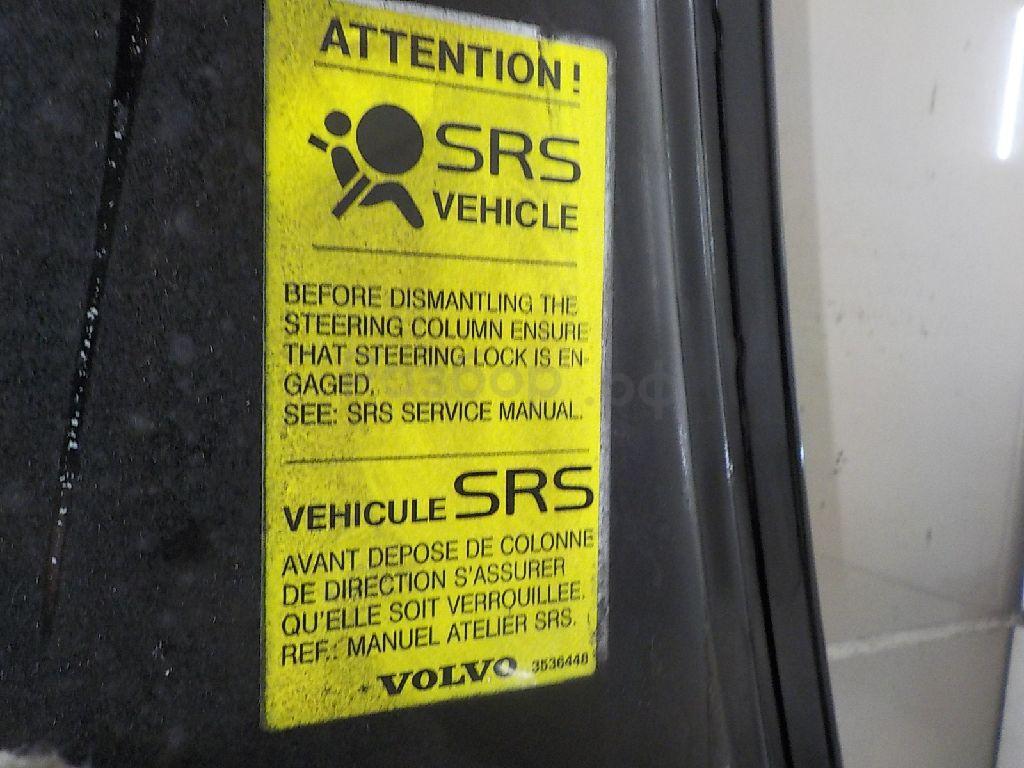 ATTENTION!
SRS
VEHICLE
BEFORE DISMANTLING THE
STEERING COLUMN ENSURE
THAT STEERING LOCK IS EN-
GAGED.
SEE: SRS SERVICE MANUAL.
VEHICULE SRS
AVANT DEPOSE DE COLONNE
DE DIRECTION S'ASSURER
QU'ELLE SOIT VERROUILLEE.
REF.: MANUEL ATELIER SRS.
VOLVO 3536448